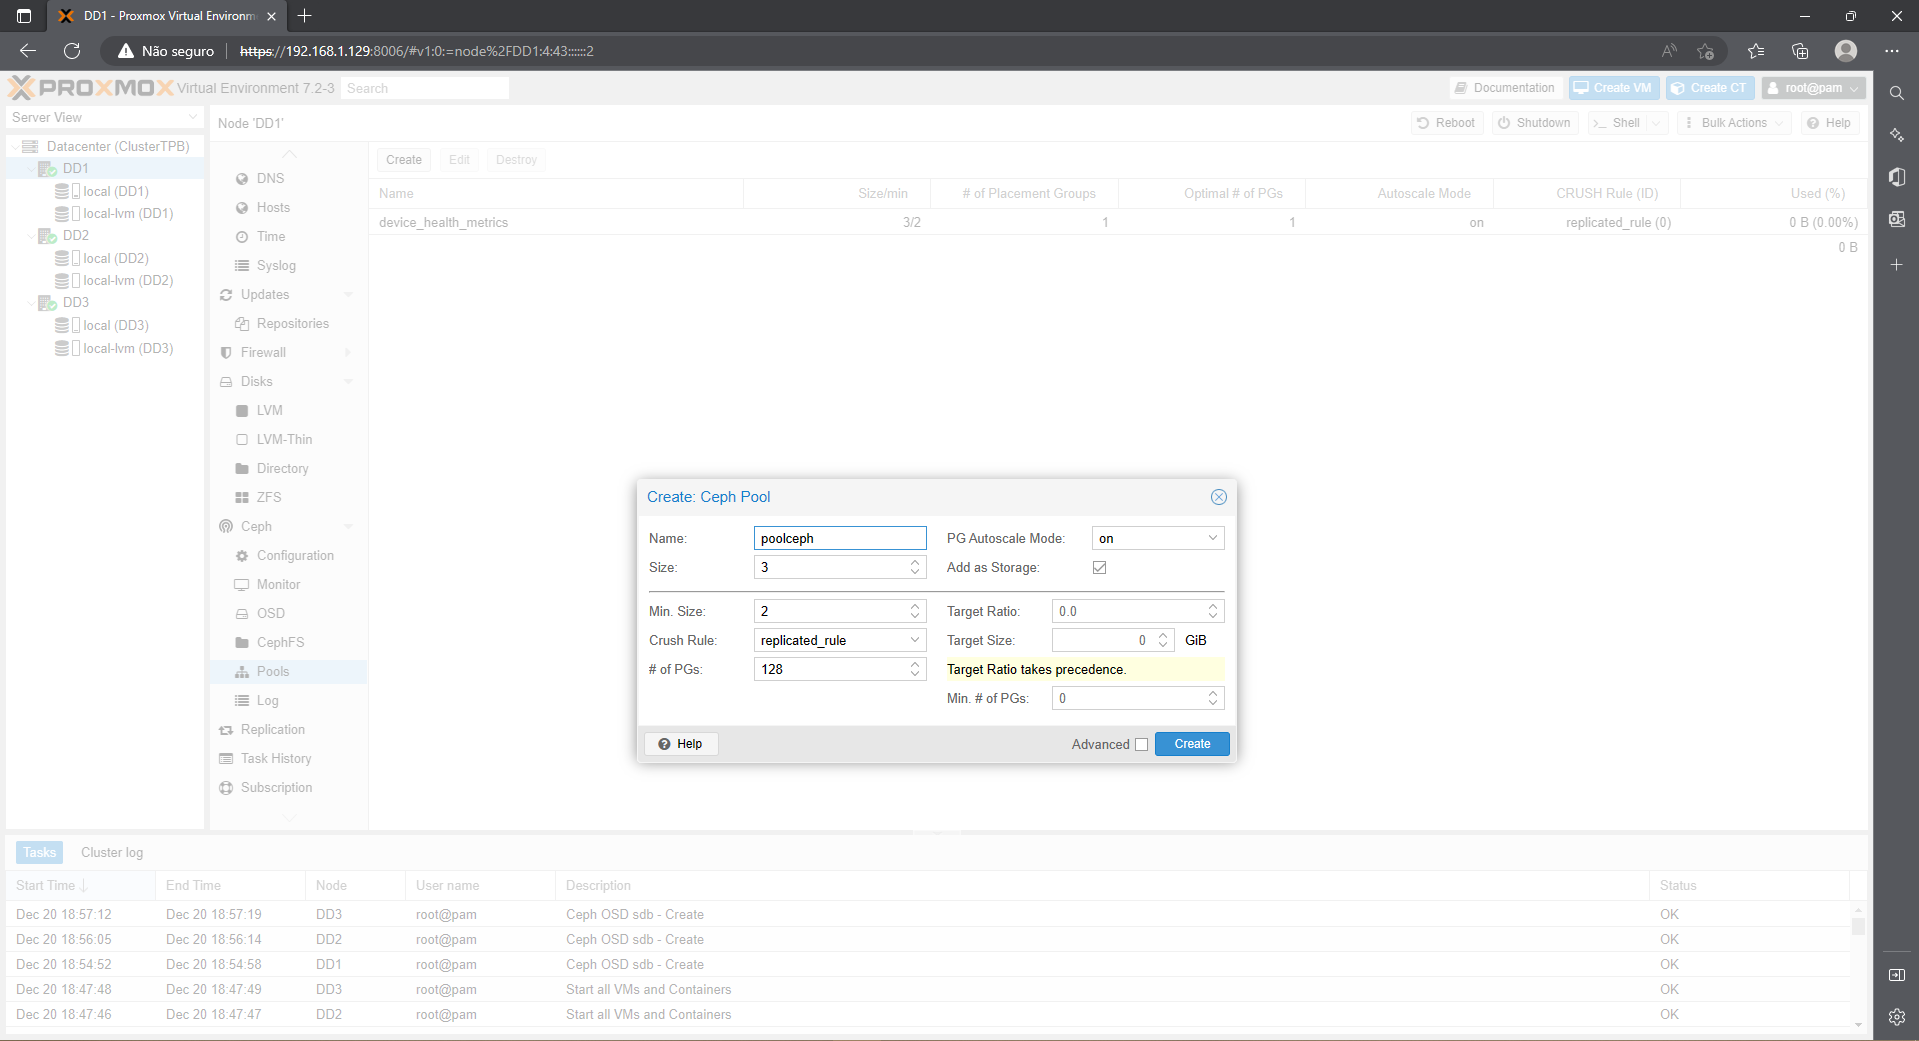 DD1 - Proxmox Virtual Environm
Não seguro
https://192.168.1.129:8006/#v1:0:=node%2FDD1:4:43::::::2
PROXMOX Virtual Environment 7.2-3
Search
Documentation
Create VM
Create CT
root@pam
Server View
Node 'DD1'
Reboot
Shutdown
Shell
Bulk Actions
Help
Datacenter (ClusterTPB)
DD1
local (DD1)
local-lvm (DD1)
DD2
local (DD2)
local-lvm (DD2)
DD3
local (DD3)
local-lvm (DD3)
DNS
Hosts
Time
Syslog
Updates
Repositories
Firewall
Disks
LVM
LVM-Thin
Directory
ZFS
Ceph
Configuration
Monitor
OSD
CephFS
Pools
Log
Replication
Task History
Subscription
Create Edit Destroy
Name Size/min # of Placement Groups Optimal # of PGs Autoscale Mode CRUSH Rule (ID) Used (%)
device_health_metrics 3/2 1 1 on replicated_rule (0) 0 B (0.00%)
0 B
Create: Ceph Pool
Name: poolceph PG Autoscale Mode: on
Size: 3 Add as Storage:
Min. Size: 2 Target Ratio: 0.0
Crush Rule: replicated_rule Target Size: 0 GiB
# of PGs: 128 Target Ratio takes precedence.
Min. # of PGs: 0
Help Advanced Create
Tasks Cluster log
Start Time End Time Node User name Description Status
Dec 20 18:57:12 Dec 20 18:57:19 DD3 root@pam Ceph OSD sdb - Create OK
Dec 20 18:56:05 Dec 20 18:56:14 DD2 root@pam Ceph OSD sdb - Create OK
Dec 20 18:54:52 Dec 20 18:54:58 DD1 root@pam Ceph OSD sdb - Create OK
Dec 20 18:47:48 Dec 20 18:47:49 DD3 root@pam Start all VMs and Containers OK
Dec 20 18:47:46 Dec 20 18:47:47 DD2 root@pam Start all VMs and Containers OK